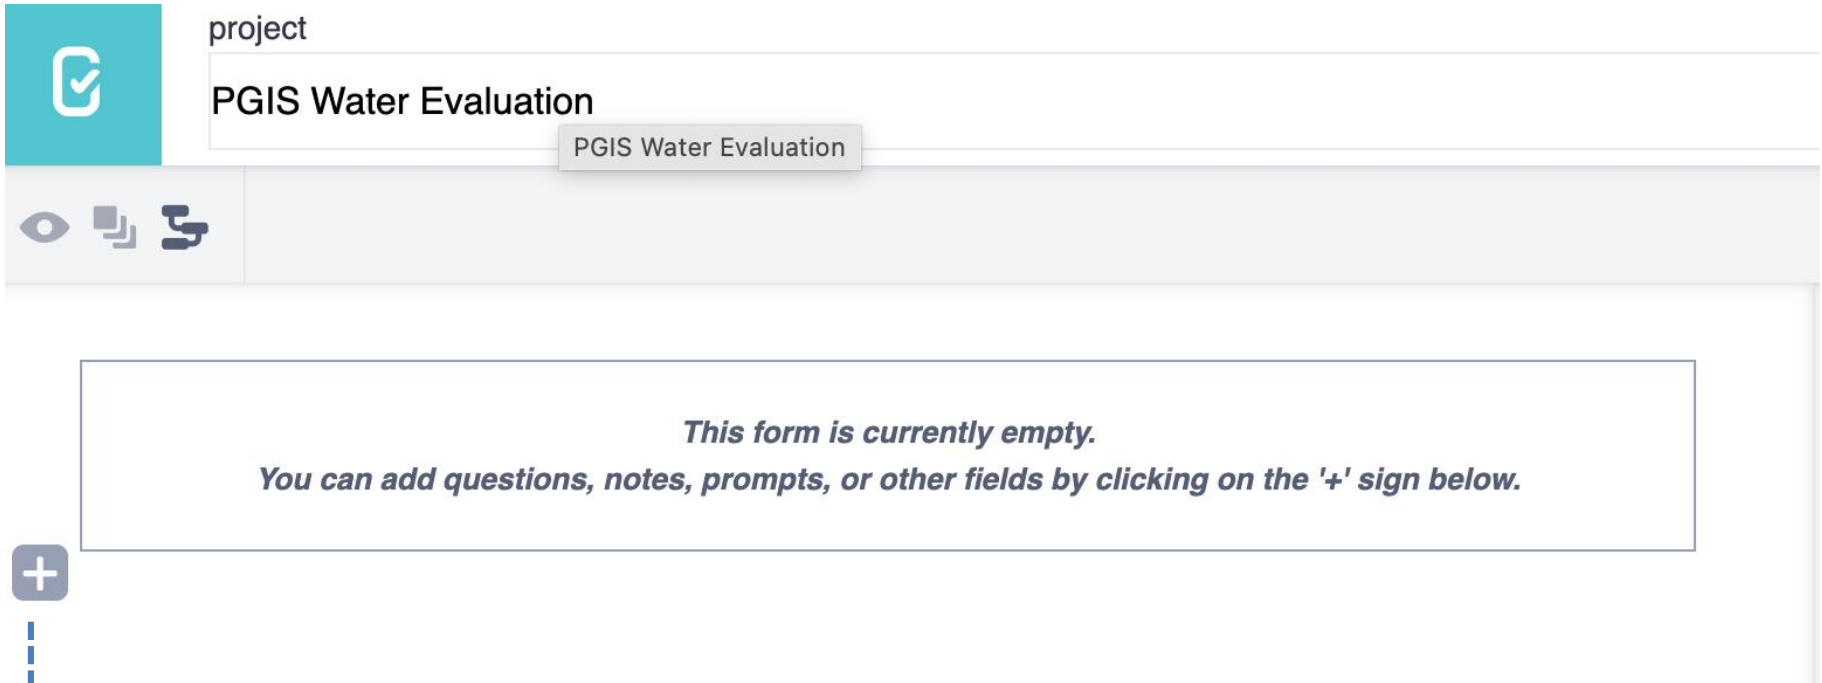 project
PGIS Water Evaluation
PGIS Water Evaluation
This form is currently empty.
You can add questions, notes, prompts, or other fields by clicking on the '+' sign below.